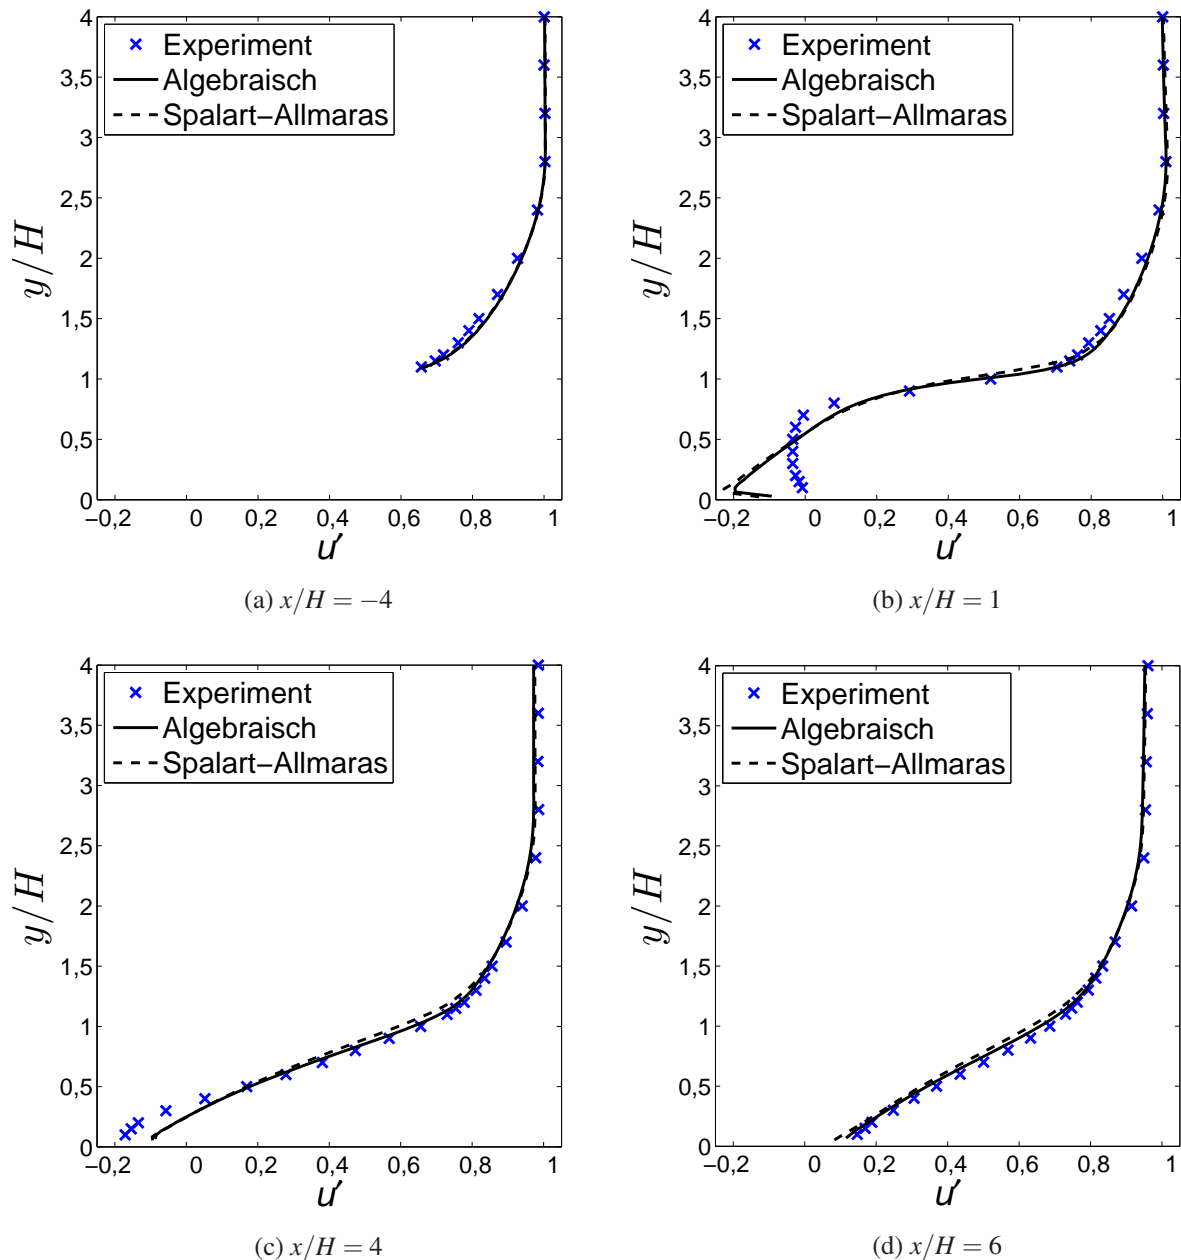 4
3,5
3
2,5
2
1,5
1
0,5
0
y/H
Experiment
Algebraisch
Spalart−Allmaras
−0,2 0 0,2 0,4 0,6 0,8 1
u′
(a) x/H = −4
4
3,5
3
2,5
2
1,5
1
0,5
0
y/H
Experiment
Algebraisch
Spalart−Allmaras
−0,2 0 0,2 0,4 0,6 0,8 1
u′
(b) x/H = 1
4
3,5
3
2,5
2
1,5
1
0,5
0
y/H
Experiment
Algebraisch
Spalart−Allmaras
−0,2 0 0,2 0,4 0,6 0,8 1
u′
(c) x/H = 4
4
3,5
3
2,5
2
1,5
1
0,5
0
y/H
Experiment
Algebraisch
Spalart−Allmaras
−0,2 0 0,2 0,4 0,6 0,8 1
u′
(d) x/H = 6